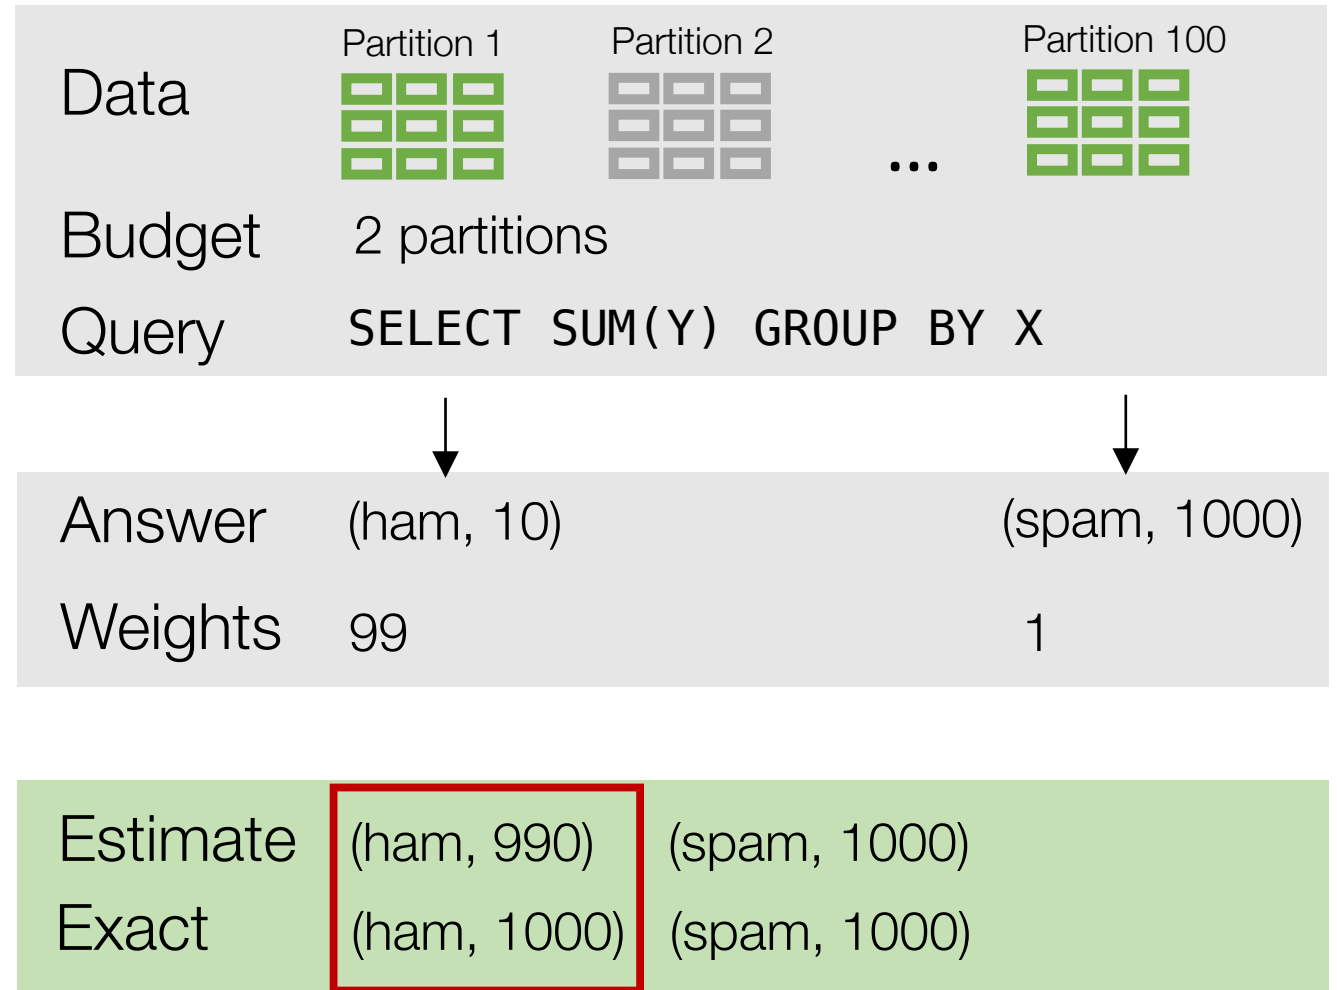 Partition 1 Partition 2 Partition 100
Data
...
Budget 2 partitions
Query SELECT SUM(Y) GROUP BY X
Answer (ham, 10) (spam, 1000)
Weights 99 1
Estimate (ham, 990) (spam, 1000)
Exact (ham, 1000) (spam, 1000)